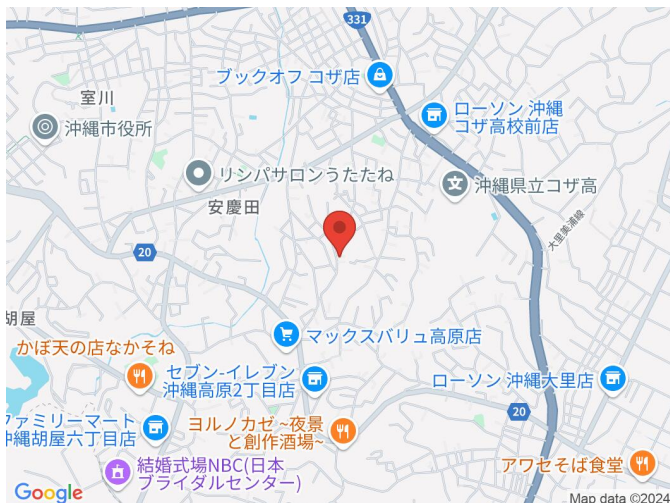 331
ブックオフ コザ店
室川
沖縄市役所
ローソン 沖縄
コザ高校前店
リンパサロンうたたね
沖縄県立コザ高
安慶田
大里美浦線
20
胡屋
マックスバリュ高原店
かぼ天の店なかそね
セブン-イレブン
沖縄高原2丁目店
ローソン 沖縄大里店
ファミリーマート
沖縄胡屋六丁目店
ヨルノカゼ ~夜景
と創作酒場~
20
結婚式場NBC(日本
ブライダルセンター)
アワセそば食堂
Google
Map data ©2024